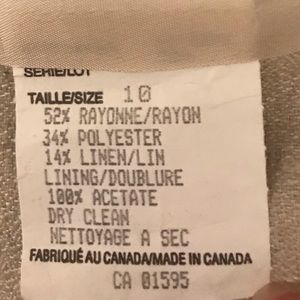 SERIE/LOT
TAILLE/SIZE 10
52% RAYONNE/RAYON
34% POLYESTER
14% LINEN/LIN
LINING/DOUBLURE
100% ACETATE
DRY CLEAN
NETTOYAGE A SEC
FABRIQUÉ AU CANADA/MADE IN CANADA
CA 01595